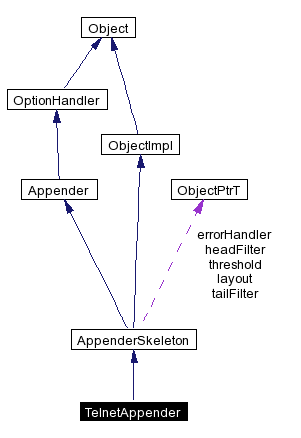 Object
OptionHandler
ObjectImpl
Appender
ObjectPtrT
errorHandler
headFilter
threshold
layout
tailFilter
AppenderSkeleton
TelnetAppender